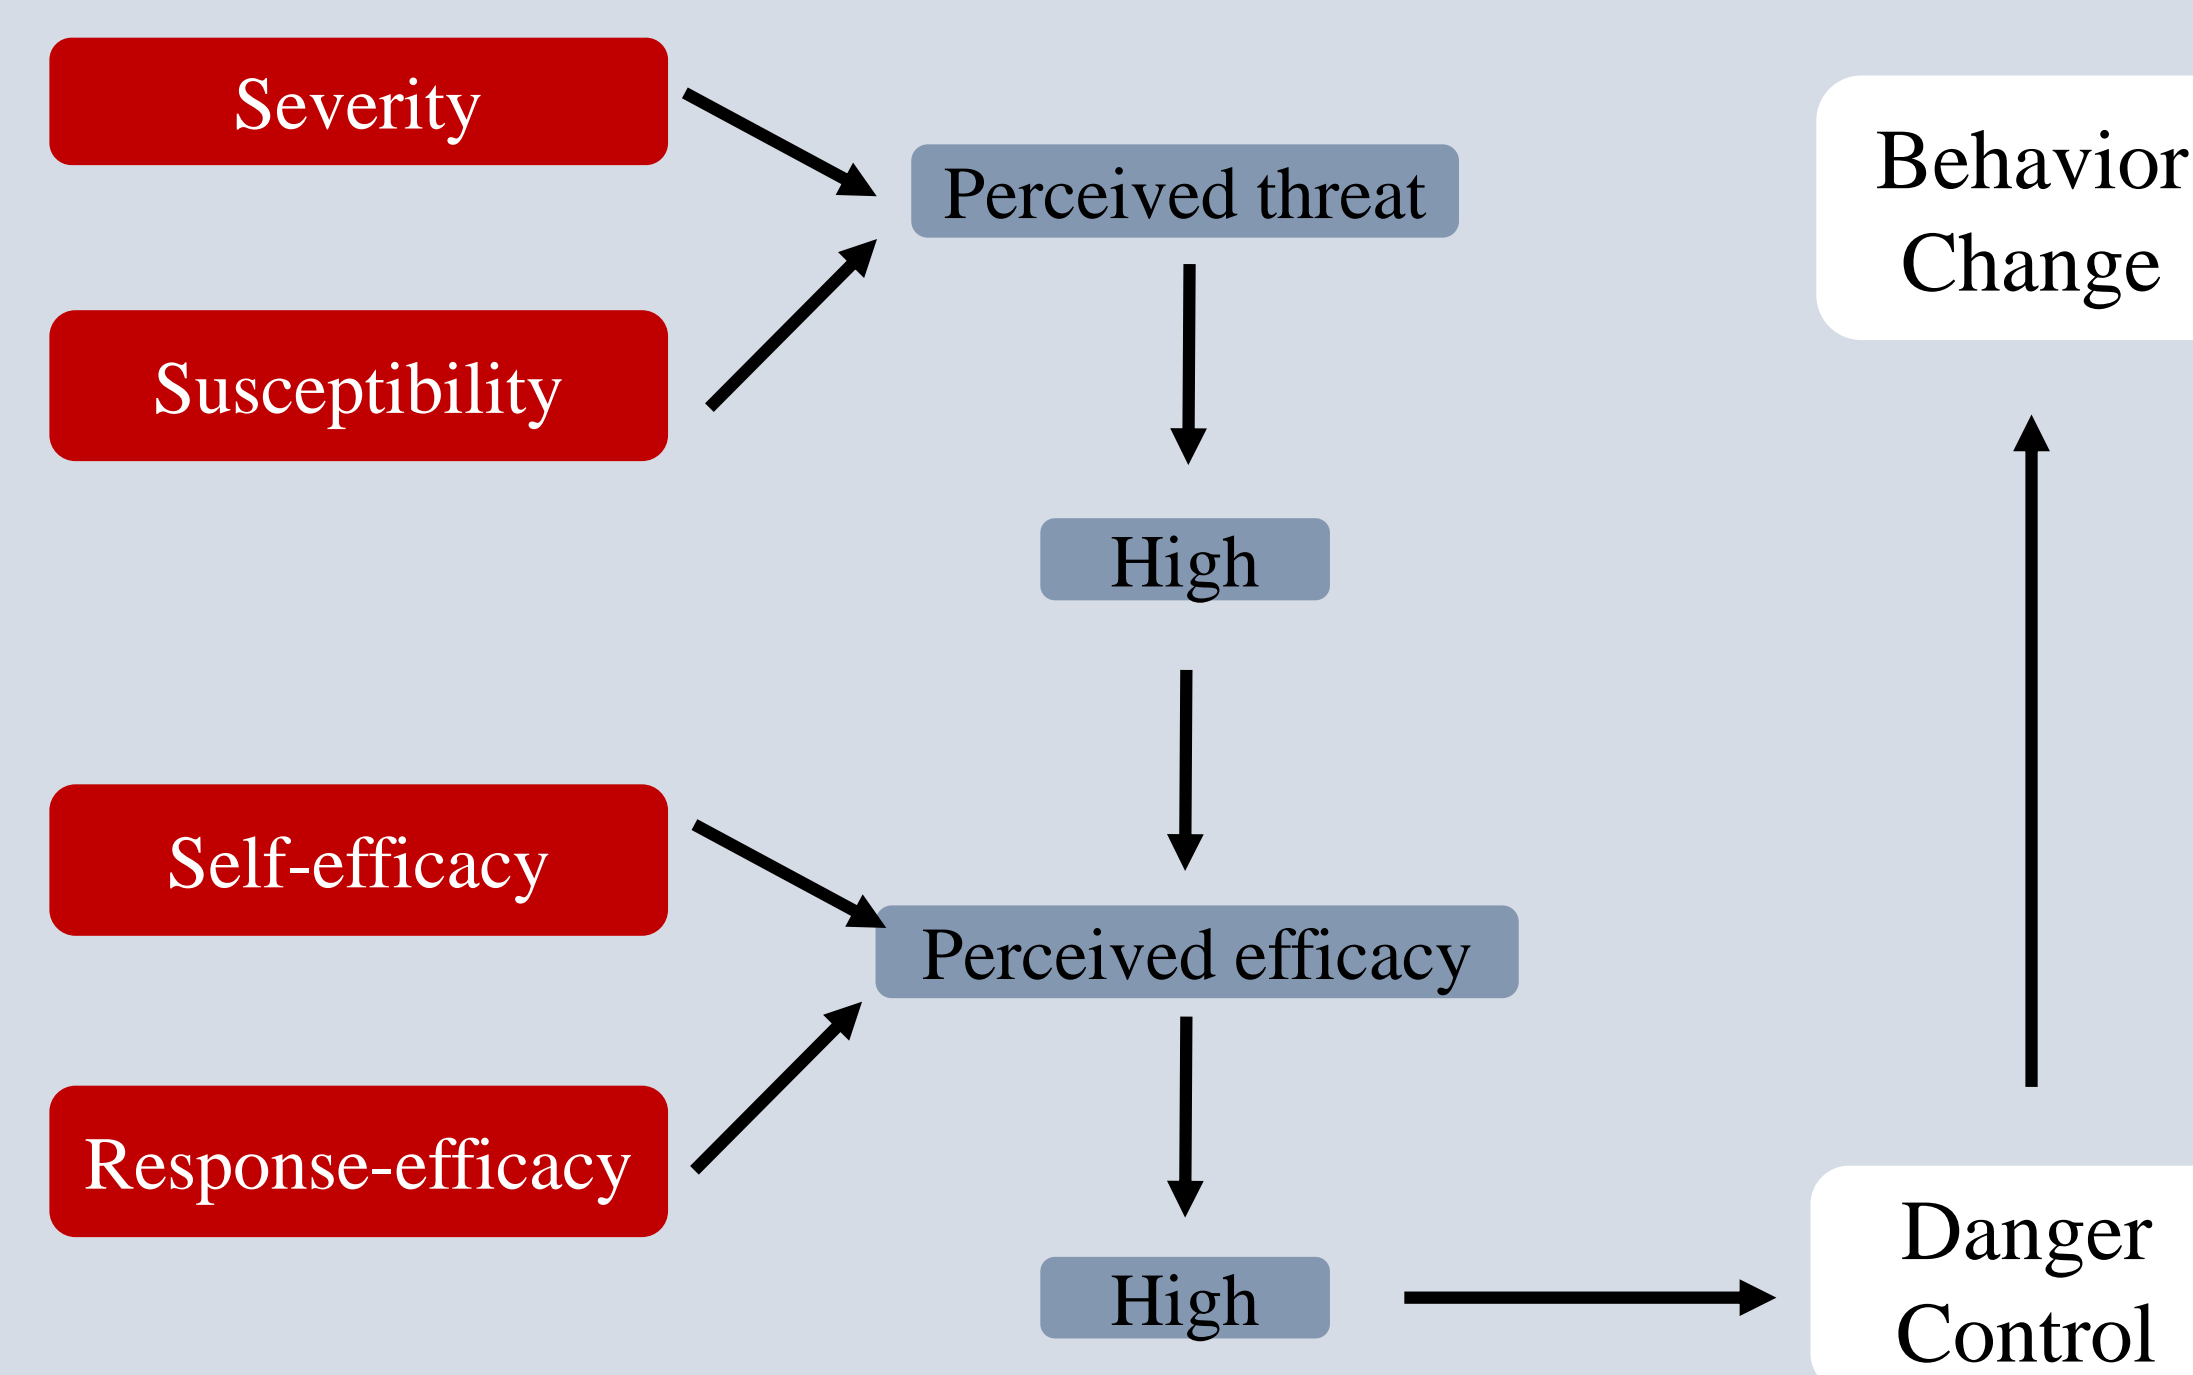 Severity
Perceived threat
Behavior
Change
Susceptibility
High
Self-efficacy
Perceived efficacy
Response-efficacy
High
Danger
Control